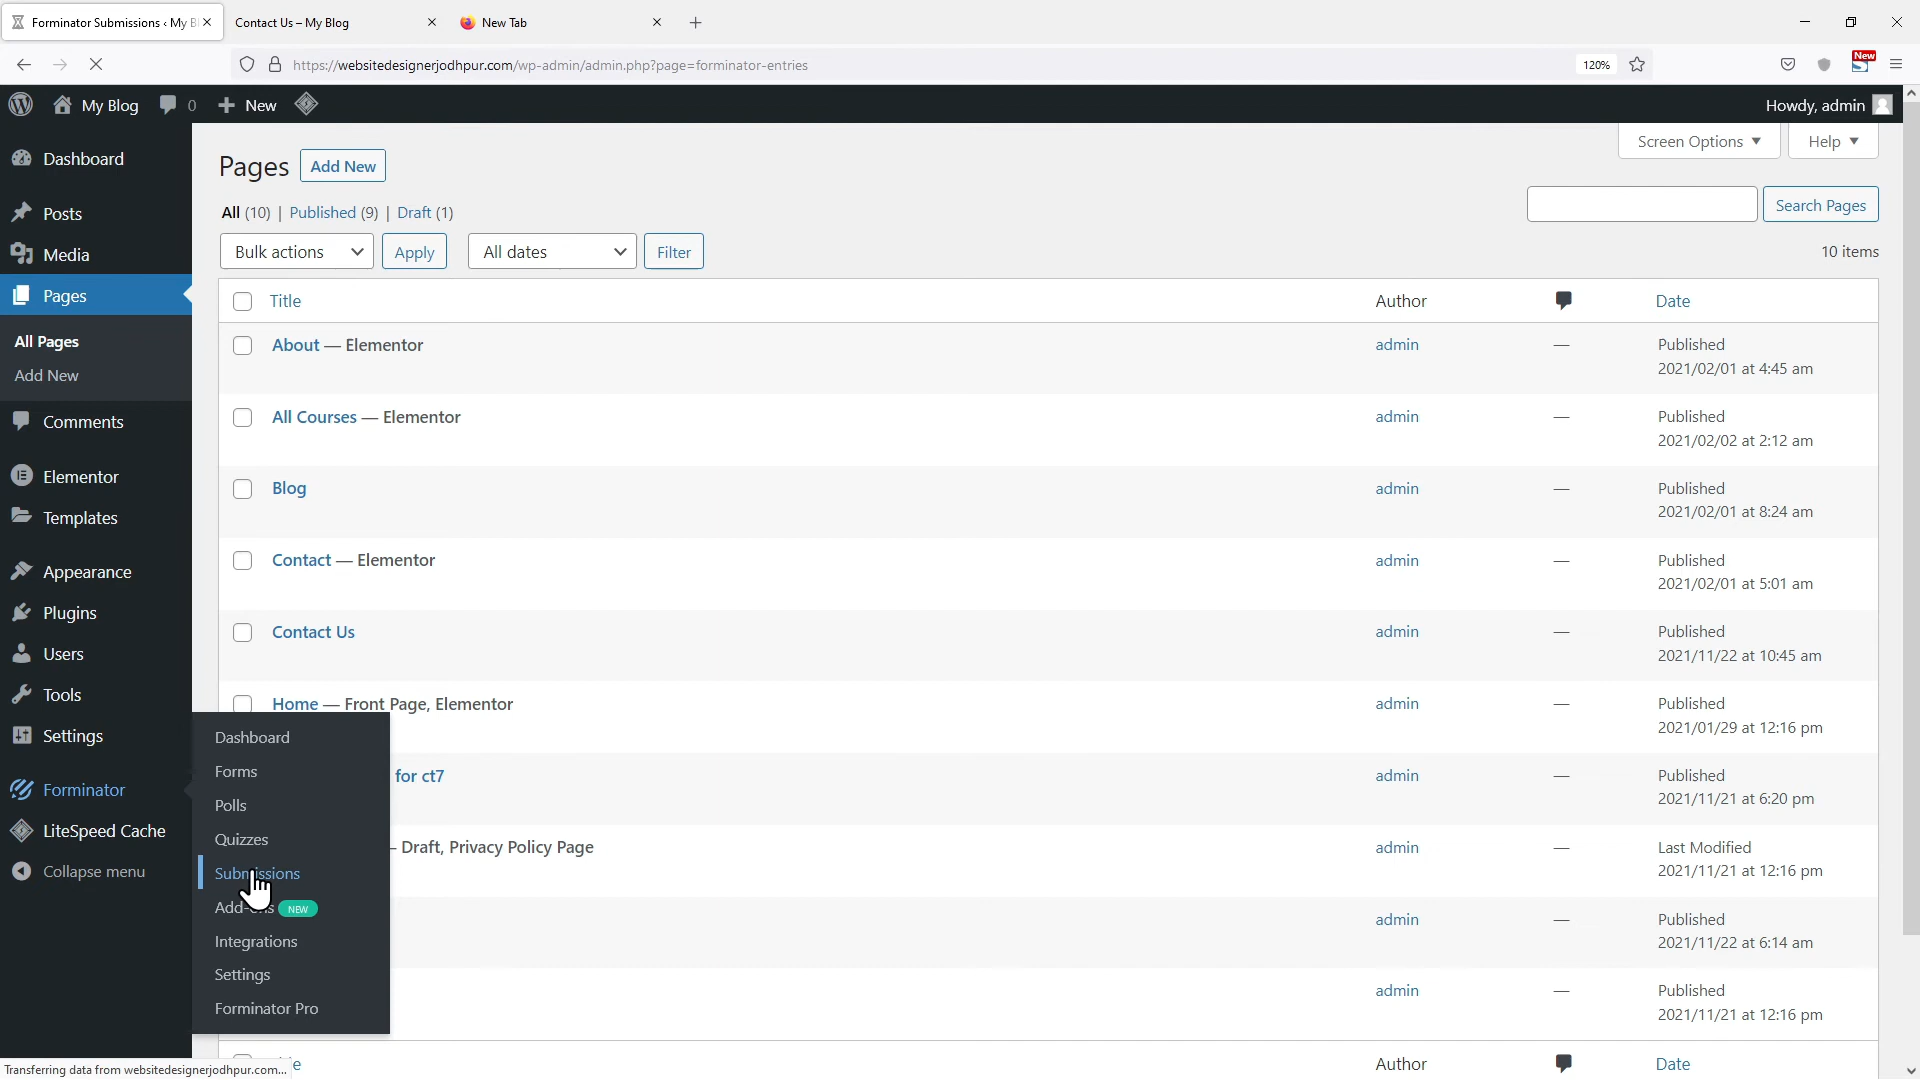 Forminator Submissions ‹ My B
Contact Us – My Blog
New Tab
https://websitedesignerjodhpur.com/wp-admin/admin.php?page=forminator-entries
120%
New
My Blog
0
New
Howdy, admin
Dashboard
Posts
Media
Pages
All Pages
Add New
Comments
Elementor
Templates
Appearance
Plugins
Users
Tools
Settings
Forminator
LiteSpeed Cache
Collapse menu
Dashboard
Forms
Polls
Quizzes
Submissions
NEW
Integrations
Settings
Forminator Pro
Screen Options
Help
Pages
Add New
All (10) | Published (9) | Draft (1)
Search Pages
Bulk actions
Apply
All dates
Filter
10 items
Title
Author
Date
About — Elementor
admin
—
Published
2021/02/01 at 4:45 am
All Courses — Elementor
admin
—
Published
2021/02/02 at 2:12 am
Blog
admin
—
Published
2021/02/01 at 8:24 am
Contact — Elementor
admin
—
Published
2021/02/01 at 5:01 am
Contact Us
admin
—
Published
2021/11/22 at 10:45 am
Home — Front Page, Elementor
admin
—
Published
2021/01/29 at 12:16 pm
for ct7
admin
—
Published
2021/11/21 at 6:20 pm
– Draft, Privacy Policy Page
admin
—
Last Modified
2021/11/21 at 12:16 pm
admin
—
Published
2021/11/22 at 6:14 am
admin
—
Published
2021/11/21 at 12:16 pm
Author
Date
Transferring data from websitedesignerjodhpur.com...